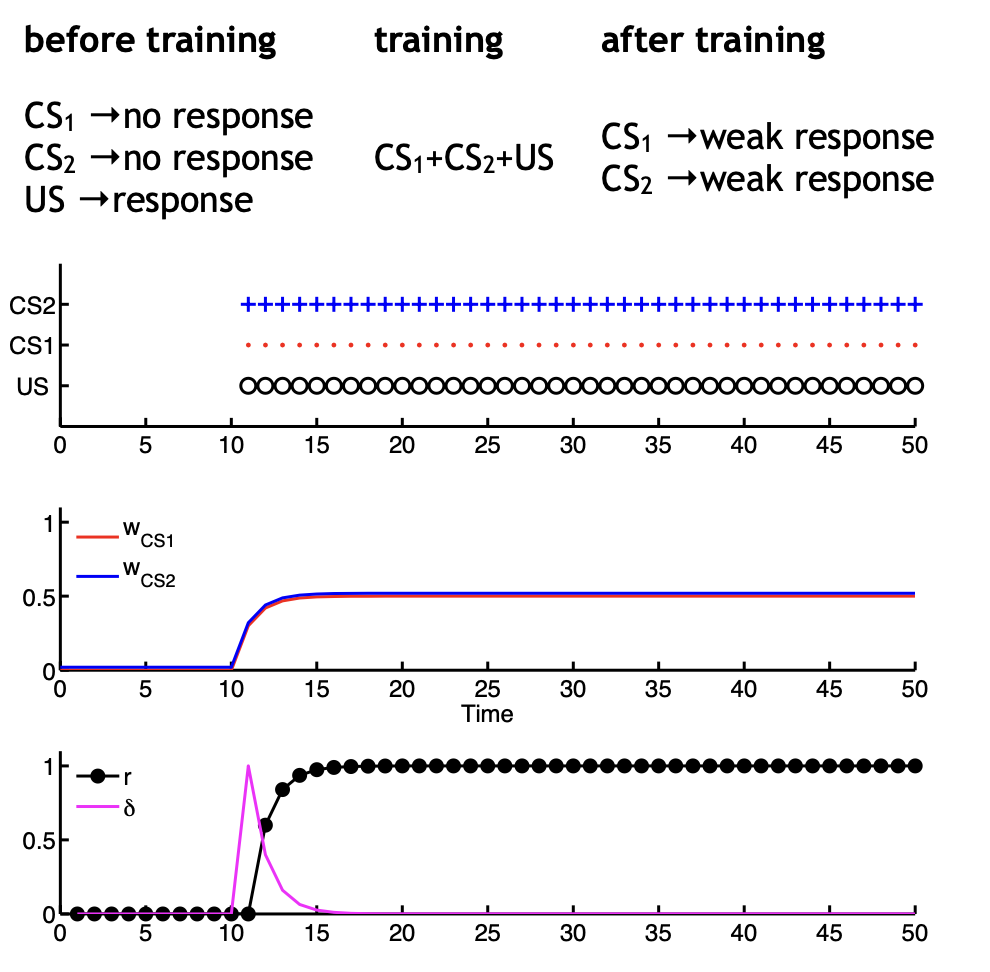 before training training after training
CS₁ →no response
CS₂ →no response
US →response
CS₁+CS₂+US
CS₁ →weak response
CS₂ →weak response
CS2
CS1
US
0 5 10 15 20 25 30 35 40 45 50
1
w CS1
w CS2
0.5
0
0 5 10 15 20 25 30 35 40 45 50
Time
1
r
δ
0.5
0
0 5 10 15 20 25 30 35 40 45 50